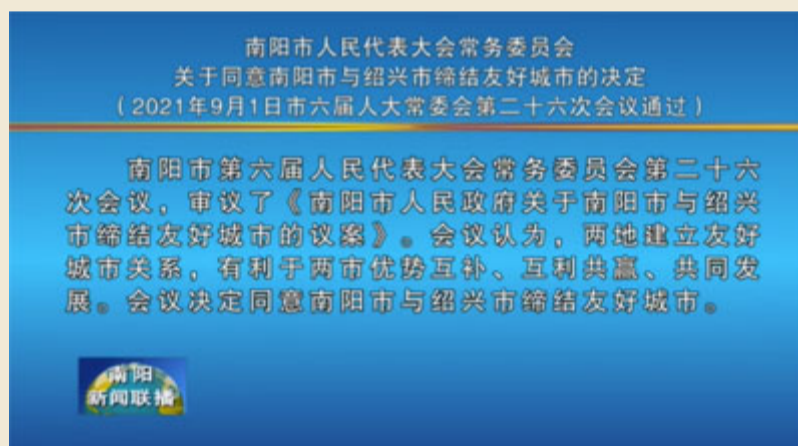 南阳市人民代表大会常务委员会
关于同意南阳市与绍兴市缔结友好城市的决定
（2021年9月1日市六届人大常委会第二十六次会议通过）
南阳市第六届人民代表大会常务委员会第二十六
次会议，审议了《南阳市人民政府关于南阳市与绍兴
市缔结友好城市的议案》。会议认为，两地建立友好
城市关系，有利于两市优势互补、互利共赢、共同发
展。会议决定同意南阳市与绍兴市缔结友好城市。
南阳
新闻联播